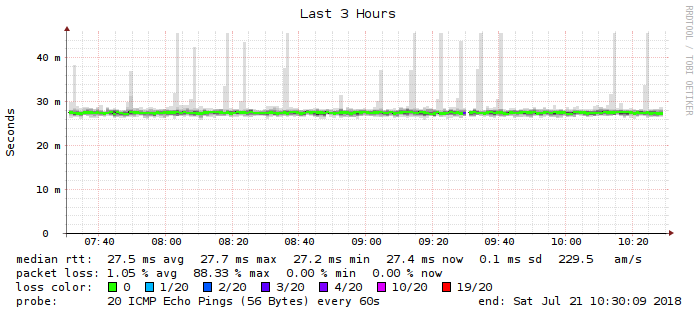 Last 3 Hours
RRDTOOL / TOBI OETIKER
Seconds
40 m
30 m
20 m
10 m
0
07:40 08:00 08:20 08:40 09:00 09:20 09:40 10:00 10:20
median rtt: 27.5 ms avg 27.7 ms max 27.2 ms min 27.4 ms now 0.1 ms sd 229.5 am/s
packet loss: 1.05 % avg 88.33 % max 0.00 % min 0.00 % now
loss color: 0 1/20 2/20 3/20 4/20 10/20 19/20
probe: 20 ICMP Echo Pings (56 Bytes) every 60s end: Sat Jul 21 10:30:09 2018